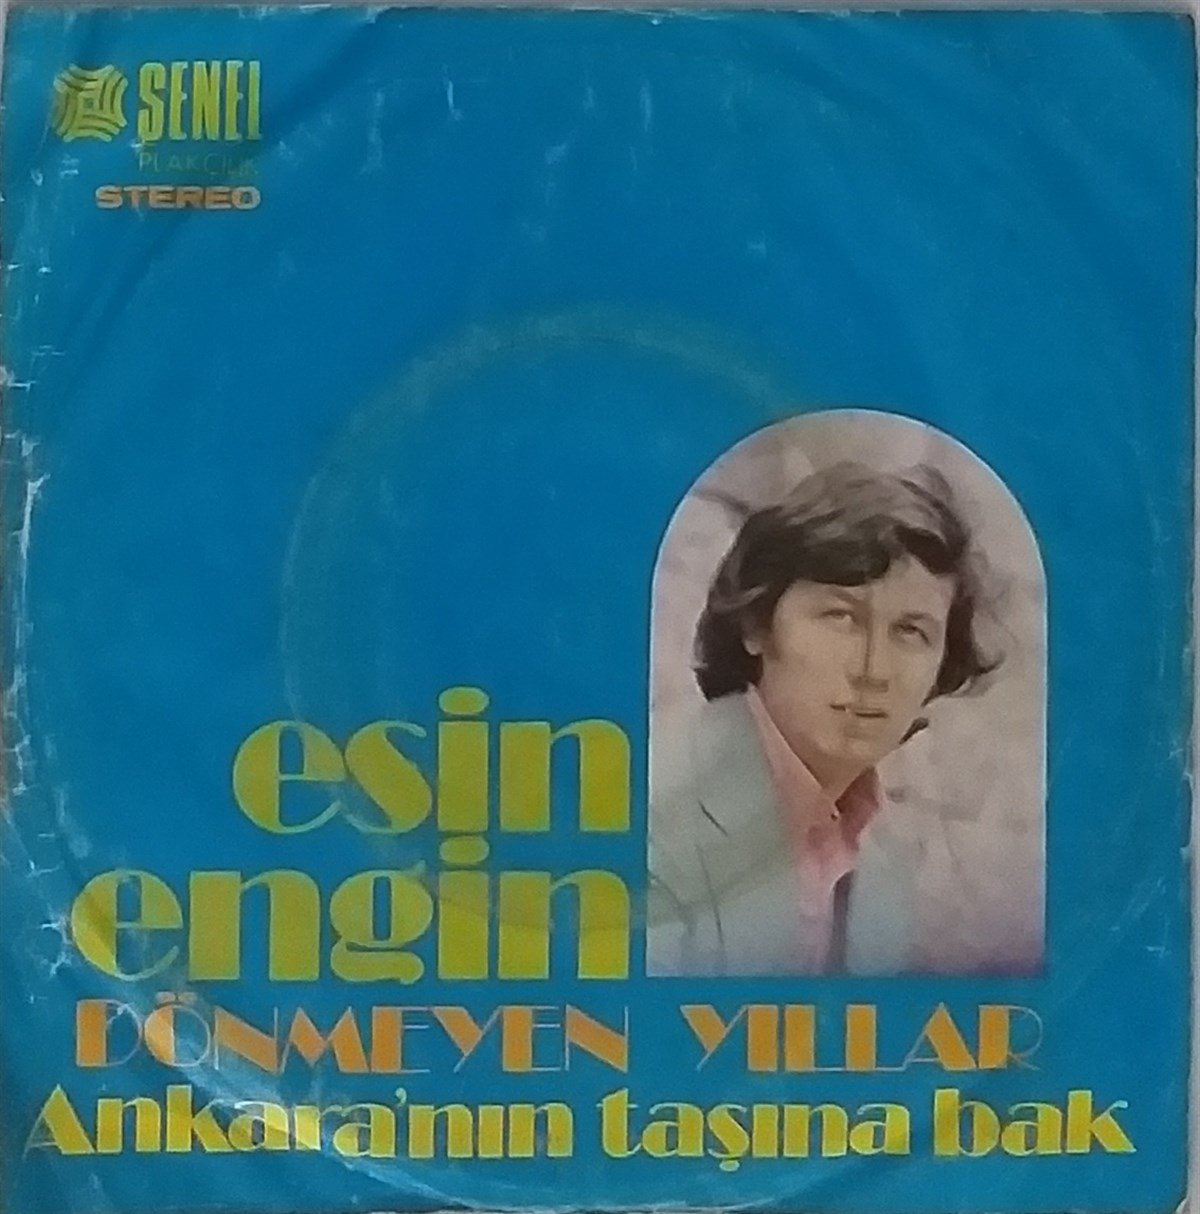 ŞENEL
PLAKÇILIK
STEREO
esin
engin
DÖNMEYEN YILLAR
Ankara'nın taşına bak